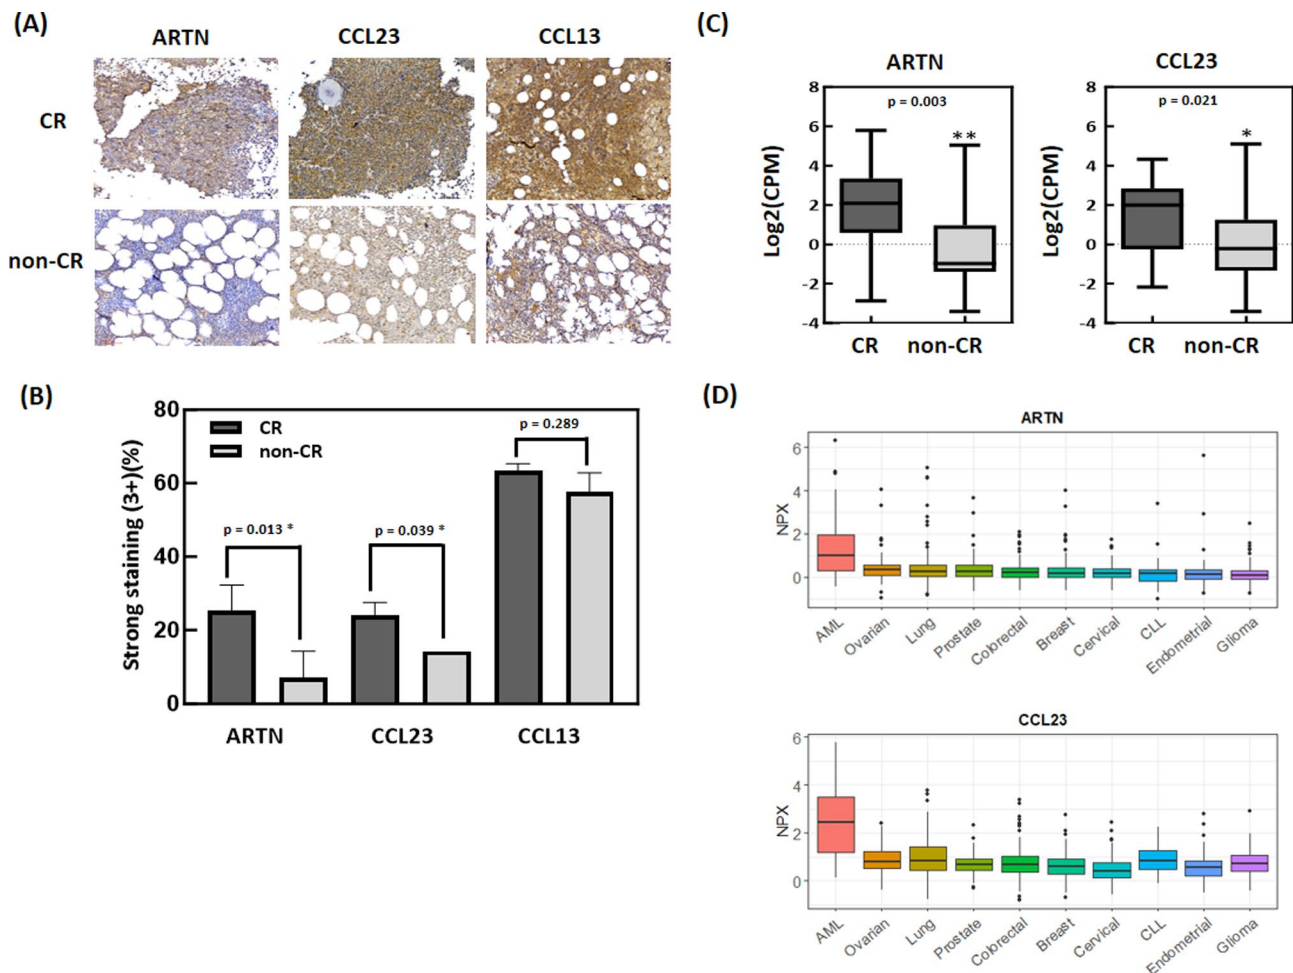 (A)
ARTN CCL23 CCL13
CR
non-CR
(B)
Strong staining (3+)(%)
80
60
40
20
0
CR
non-CR
p = 0.013 *
p = 0.039 *
p = 0.289
ARTN CCL23 CCL13
(C)
ARTN
p = 0.003
**
Log2(CPM)
8
6
4
2
0
-2
-4
CR non-CR
CCL23
p = 0.021
*
Log2(CPM)
8
6
4
2
0
-2
-4
CR non-CR
(D)
ARTN
NPX
6
4
2
0
AML Ovarian Lung Prostate Colorectal Breast Cervical CLL Endometrial Glioma
CCL23
NPX
6
4
2
0
AML Ovarian Lung Prostate Colorectal Breast Cervical CLL Endometrial Glioma